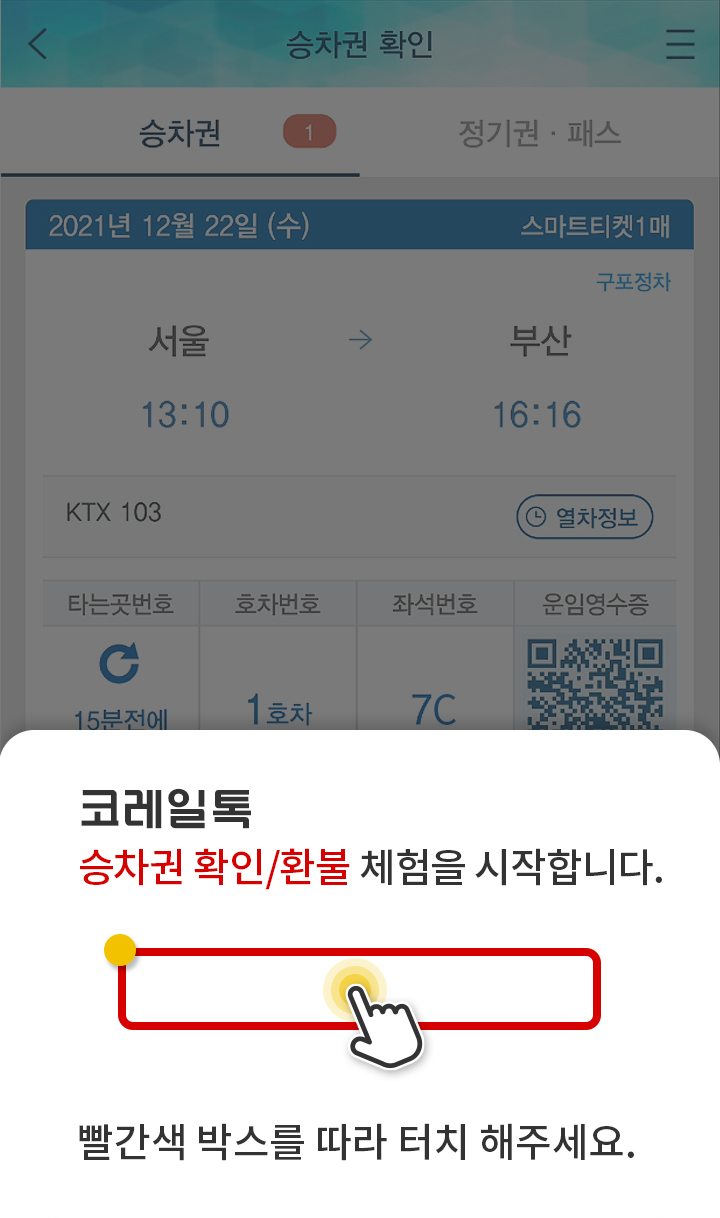 승차권 확인
승차권 1 정기권 · 패스
2021년 12월 22일 (수) 스마트티켓1매
구포정차
서울 → 부산
13:10 16:16
KTX 103 열차정보
타는곳번호 호차번호 좌석번호 운임영수증
15분전에 1호차 7C
코레일톡
승차권 확인/환불 체험을 시작합니다.
빨간색 박스를 따라 터치 해주세요.